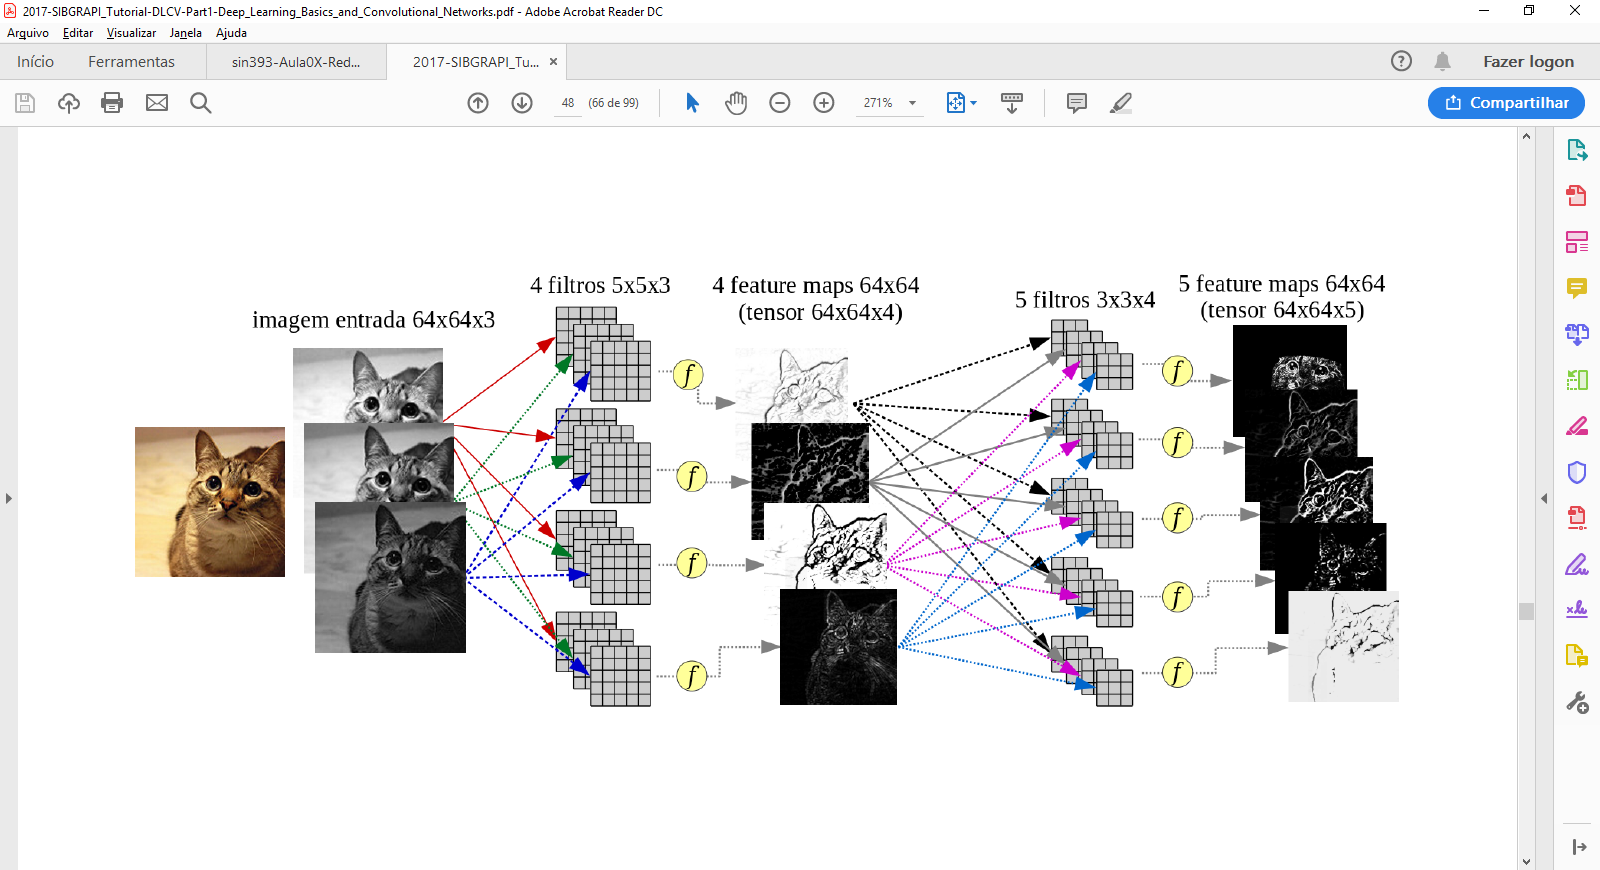 2017-SIBGRAPI_Tutorial-DLCV-Part1-Deep_Learning_Basics_and_Convolutional_Networks.pdf - Adobe Acrobat Reader DC
Arquivo Editar Visualizar Janela Ajuda
Início Ferramentas sin393-Aula0X-Red... 2017-SIBGRAPI_Tu... × Fazer logon
48 (66 de 99) 271% Compartilhar
4 filtros 5x5x3
4 feature maps 64x64
(tensor 64x64x4)
5 filtros 3x3x4
5 feature maps 64x64
(tensor 64x64x5)
imagem entrada 64x64x3
f
f
f
f
f
f
f
f
f